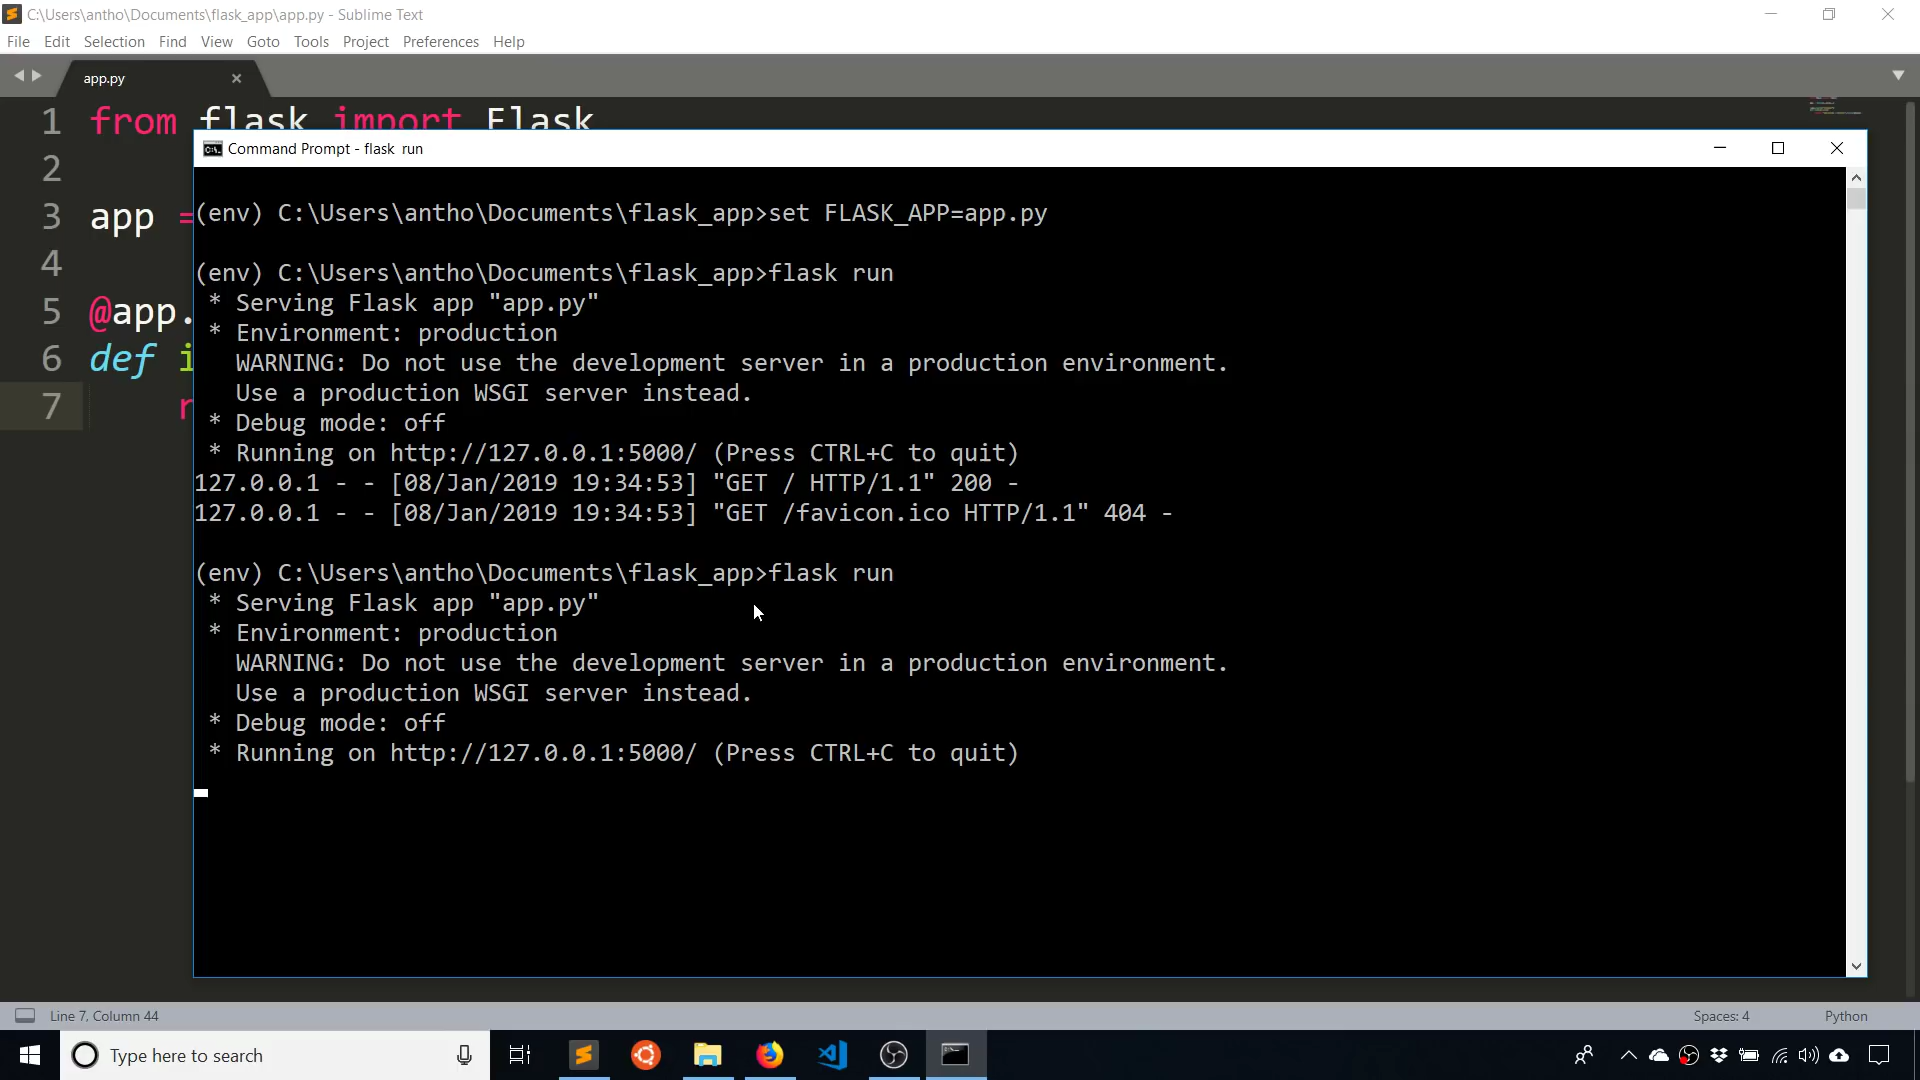 C:\Users\antho\Documents\flask_app\app.py - Sublime Text
File Edit Selection Find View Goto Tools Project Preferences Help
app.py
1 from flask import Flask
2
3 app =
4
5 @app.
6 def i
7 r
Command Prompt - flask run
(env) C:\Users\antho\Documents\flask_app>set FLASK_APP=app.py
(env) C:\Users\antho\Documents\flask_app>flask run
* Serving Flask app "app.py"
* Environment: production
WARNING: Do not use the development server in a production environment.
Use a production WSGI server instead.
* Debug mode: off
* Running on http://127.0.0.1:5000/ (Press CTRL+C to quit)
127.0.0.1 - - [08/Jan/2019 19:34:53] "GET / HTTP/1.1" 200 -
127.0.0.1 - - [08/Jan/2019 19:34:53] "GET /favicon.ico HTTP/1.1" 404 -
(env) C:\Users\antho\Documents\flask_app>flask run
* Serving Flask app "app.py"
* Environment: production
WARNING: Do not use the development server in a production environment.
Use a production WSGI server instead.
* Debug mode: off
* Running on http://127.0.0.1:5000/ (Press CTRL+C to quit)
Line 7, Column 44 Spaces: 4 Python
Type here to search